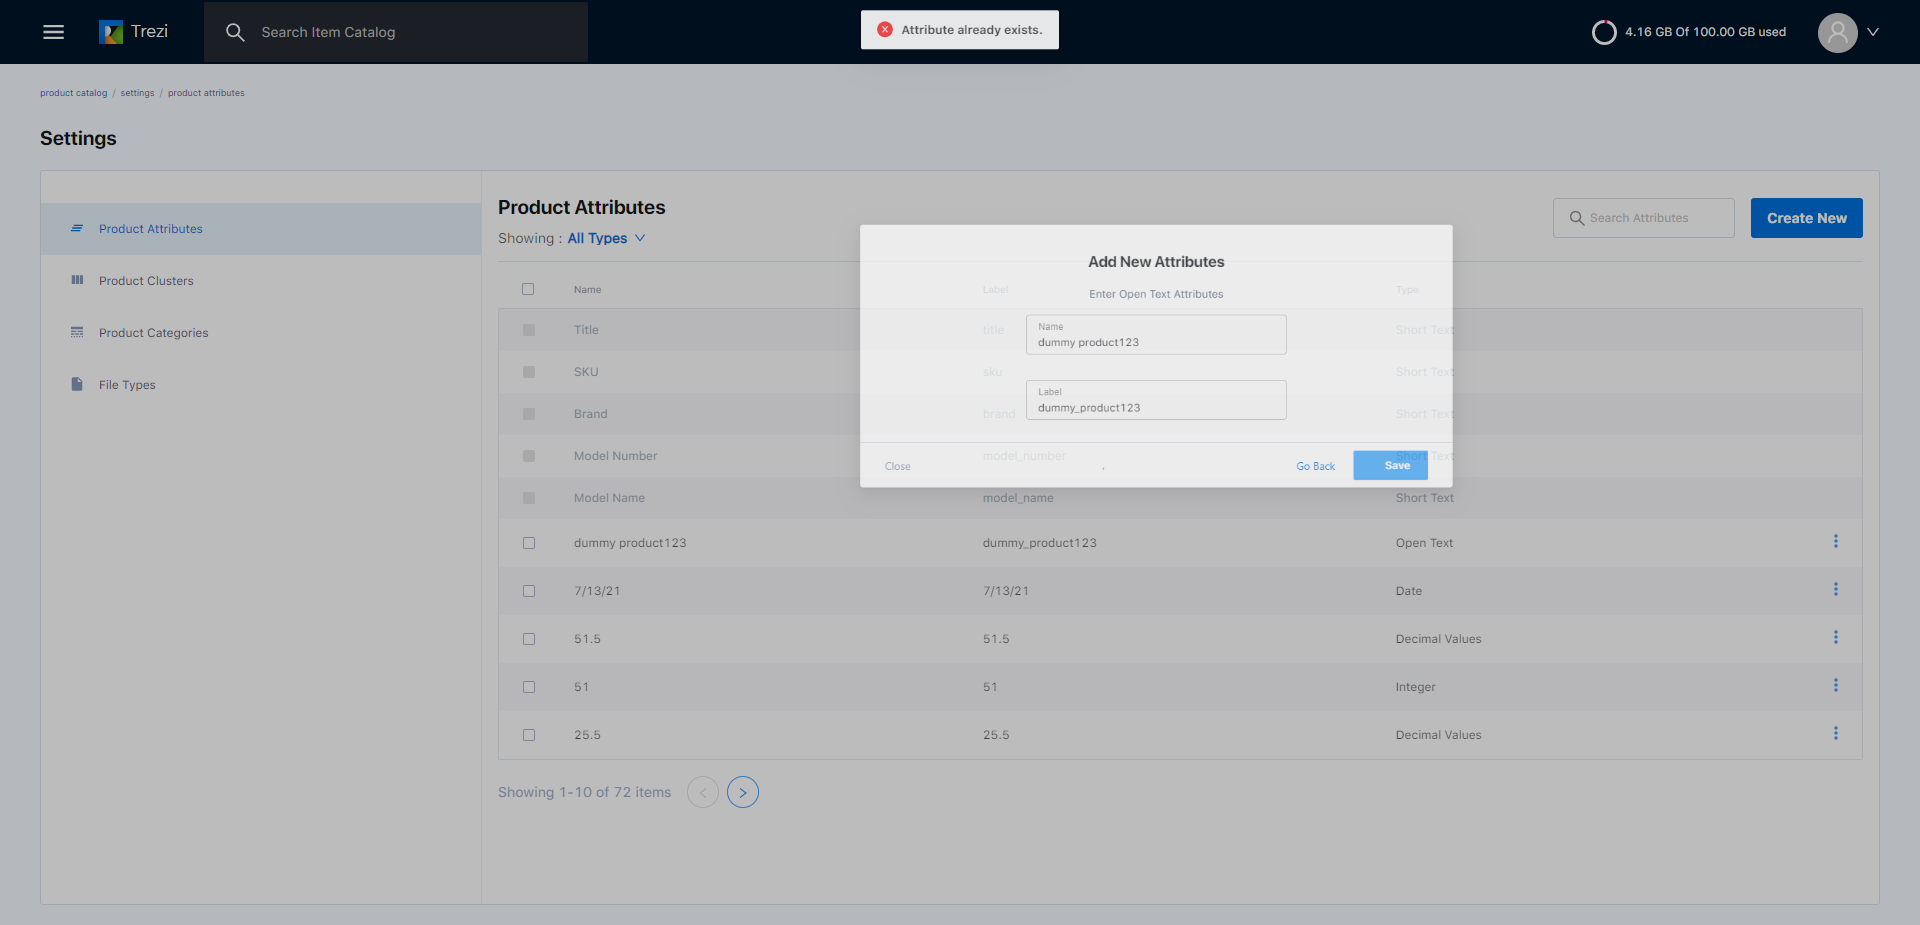 Trezi
Search Item Catalog
Attribute already exists.
4.16 GB Of 100.00 GB used
product catalog / settings / product attributes
Settings
Product Attributes
Product Clusters
Product Categories
File Types
Product Attributes
Showing : All Types
Search Attributes
Create New
Add New Attributes
Enter Open Text Attributes
Name
dummy product123
Label
dummy_product123
Close
Go Back
Save
Name Label Type
Title title Short Text
SKU sku Short Text
Brand brand Short Text
Model Number model_number Short Text
Model Name model_name Short Text
dummy product123 dummy_product123 Open Text
7/13/21 7/13/21 Date
51.5 51.5 Decimal Values
51 51 Integer
25.5 25.5 Decimal Values
Showing 1-10 of 72 items